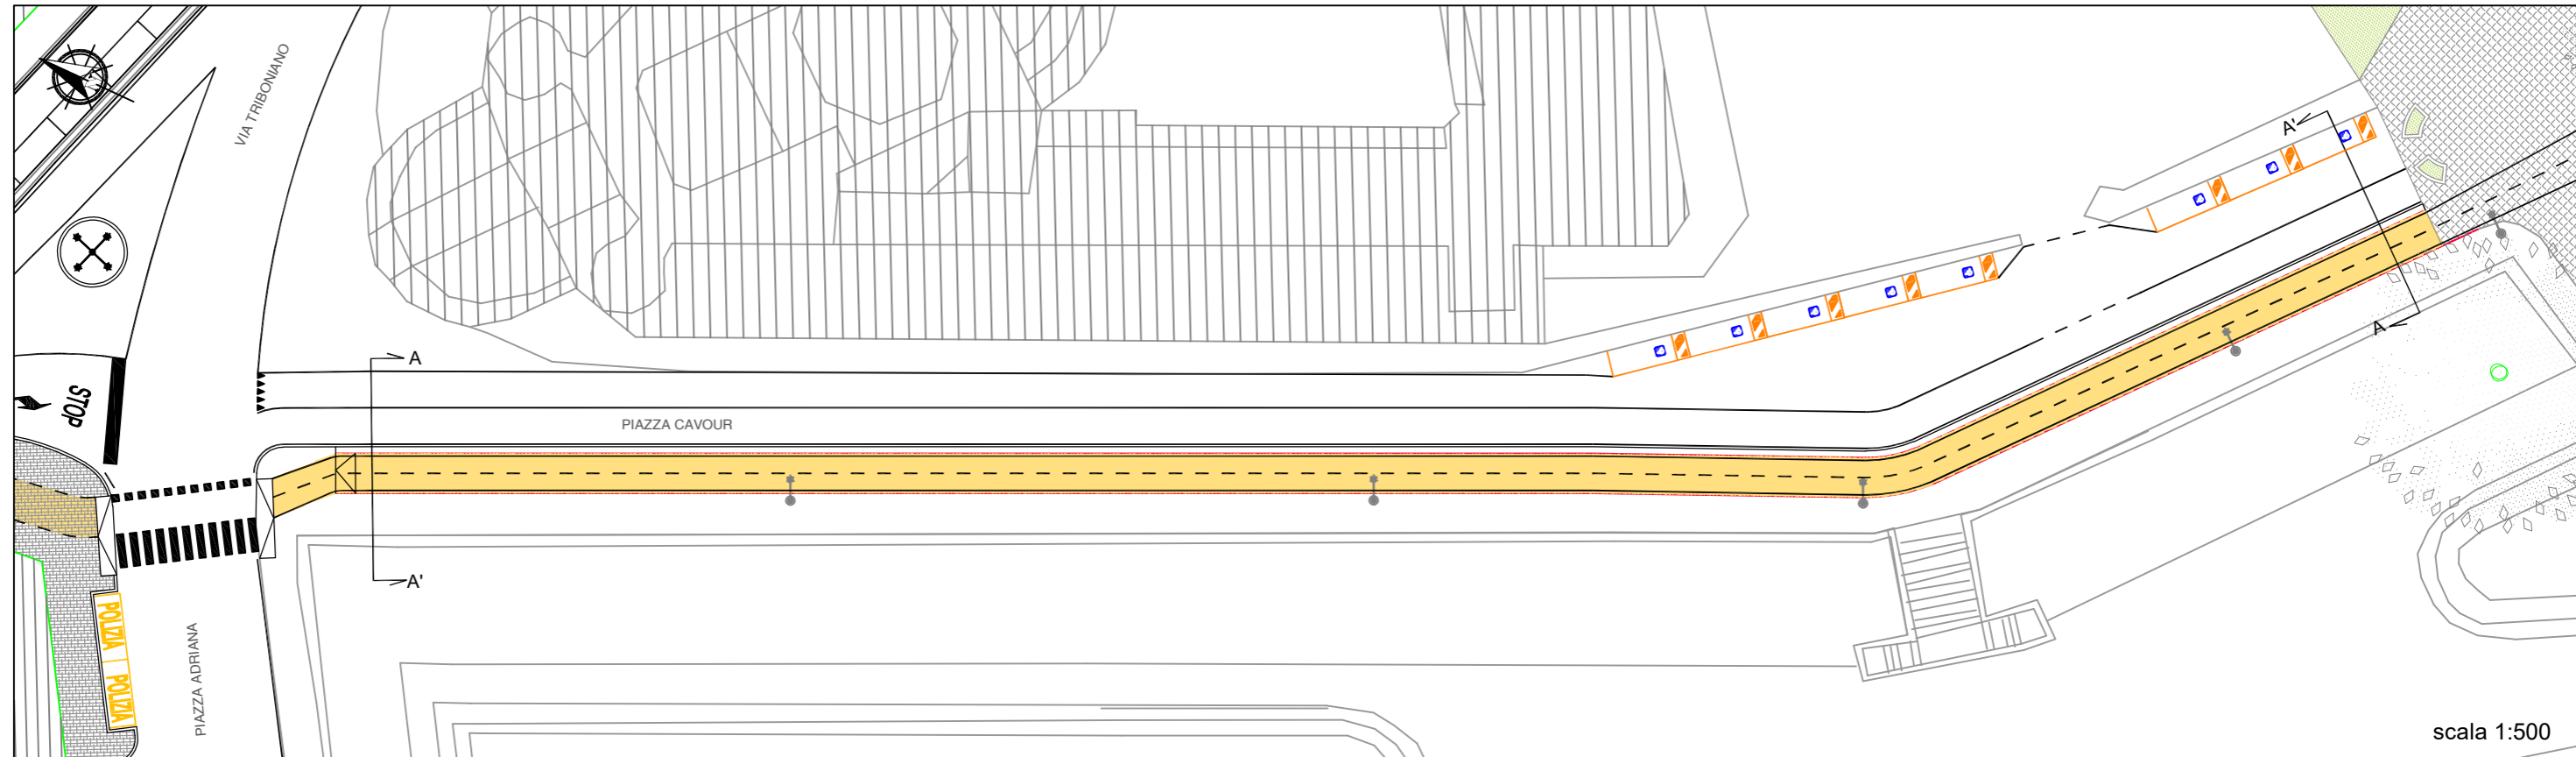 VIA TRIBONIANO
A'
A
STOP
A
PIAZZA CAVOUR
A'
POLIZIA
POLIZIA
PIAZZA ADRIANA
scala 1:500